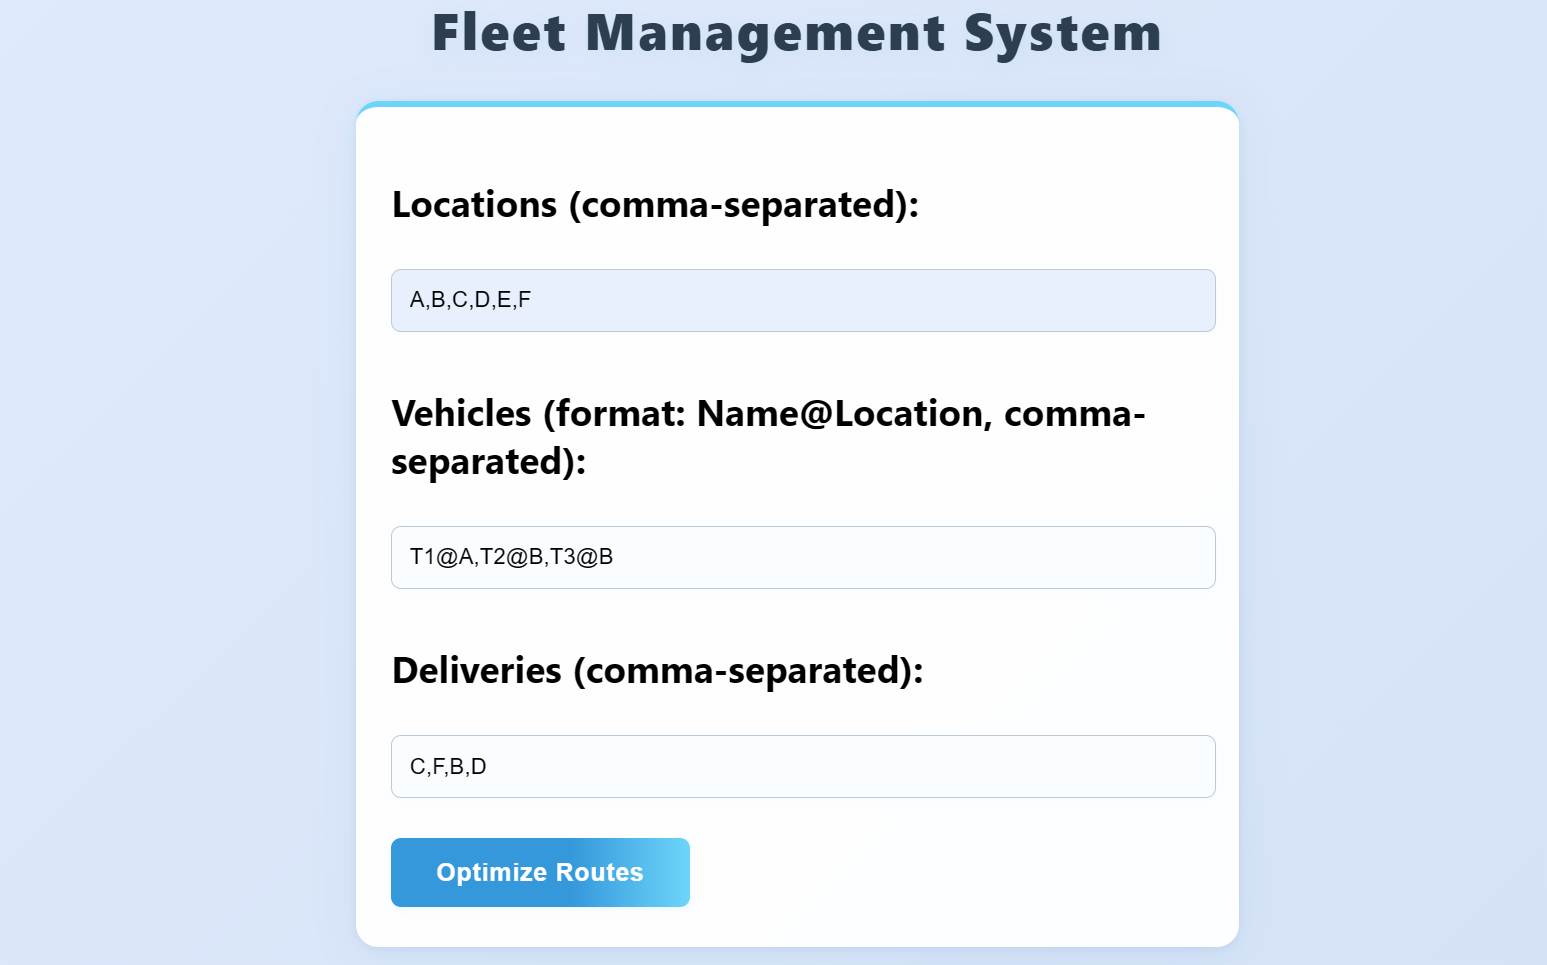 Fleet Management System
Locations (comma-separated):
A,B,C,D,E,F
Vehicles (format: Name@Location, comma-
separated):
T1@A,T2@B,T3@B
Deliveries (comma-separated):
C,F,B,D
Optimize Routes